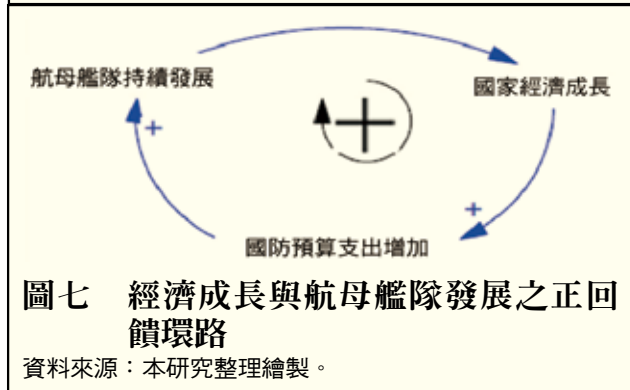 航母艦隊持續發展
國家經濟成長
+
+
+
國防預算支出增加
圖七 經濟成長與航母艦隊發展之正回
饋環路
資料來源：本研究整理繪製。